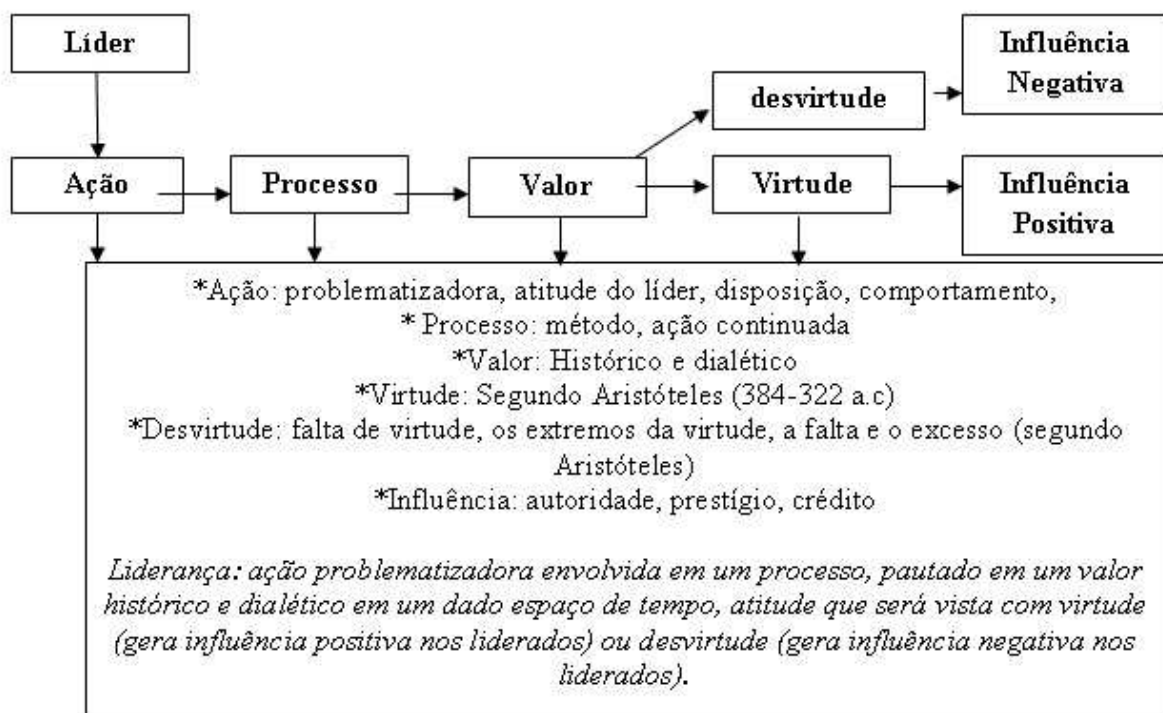 Líder
Influência
Negativa
desvirtude
Ação
Processo
Valor
Virtude
Influência
Positiva
*Ação: problematizadora, atitude do líder, disposição, comportamento,
* Processo: método, ação continuada
*Valor: Histórico e dialético
*Virtude: Segundo Aristóteles (384-322 a.c)
*Desvirtude: falta de virtude, os extremos da virtude, a falta e o excesso (segundo
Aristóteles)
*Influência: autoridade, prestígio, crédito
Liderança: ação problematizadora envolvida em um processo, pautado em um valor
histórico e dialético em um dado espaço de tempo, atitude que será vista com virtude
(gera influência positiva nos liderados) ou desvirtude (gera influência negativa nos
liderados).